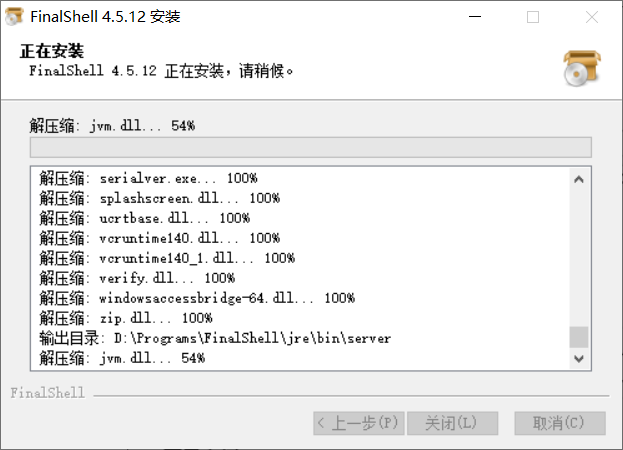 FinalShell 4.5.12 安装
正在安装
FinalShell 4.5.12 正在安装，请稍候。
解压缩: jvm.dll... 54%
解压缩: serialver.exe... 100%
解压缩: splashscreen.dll... 100%
解压缩: ucrtbase.dll... 100%
解压缩: vcruntime140.dll... 100%
解压缩: vcruntime140_1.dll... 100%
解压缩: verify.dll... 100%
解压缩: windowsaccessbridge-64.dll... 100%
解压缩: zip.dll... 100%
输出目录: D:\Programs\FinalShell\jre\bin\server
解压缩: jvm.dll... 54%
FinalShell
< 上一步(P) 关闭(L) 取消(C)